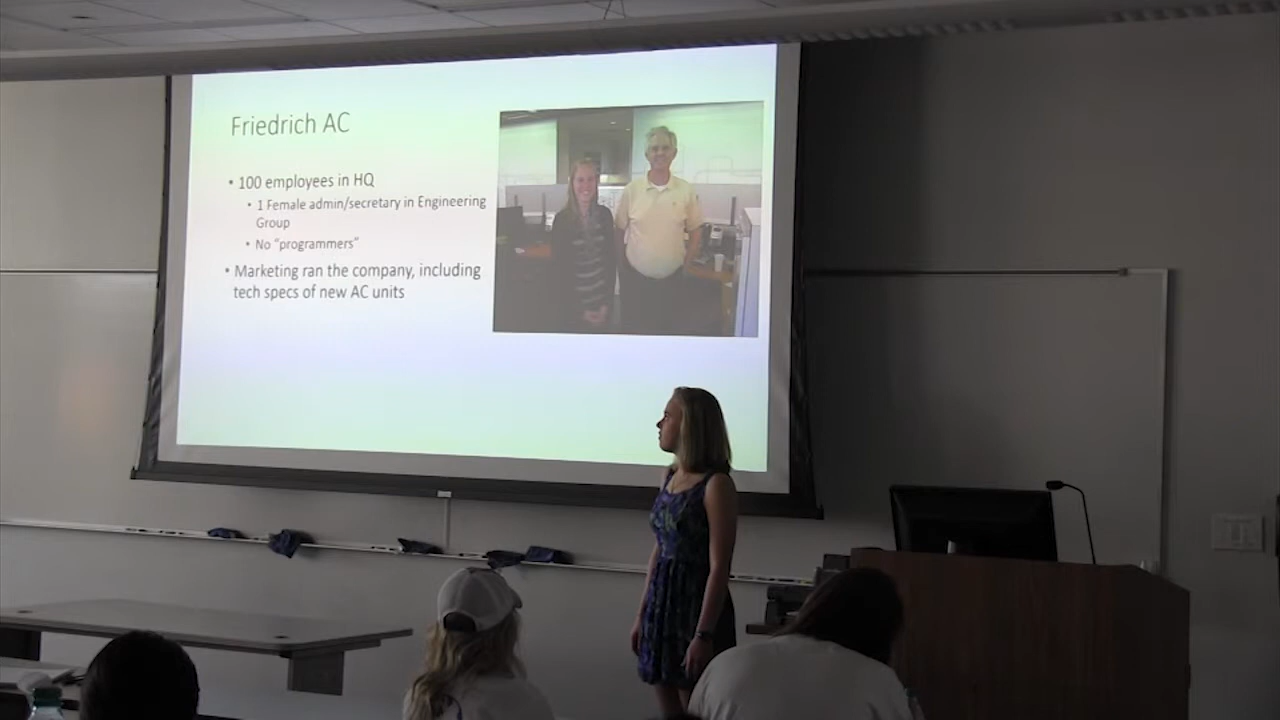 Friedrich AC
• 100 employees in HQ
• 1 Female admin/secretary in Engineering
Group
• No "programmers"
• Marketing ran the company, including
tech specs of new AC units